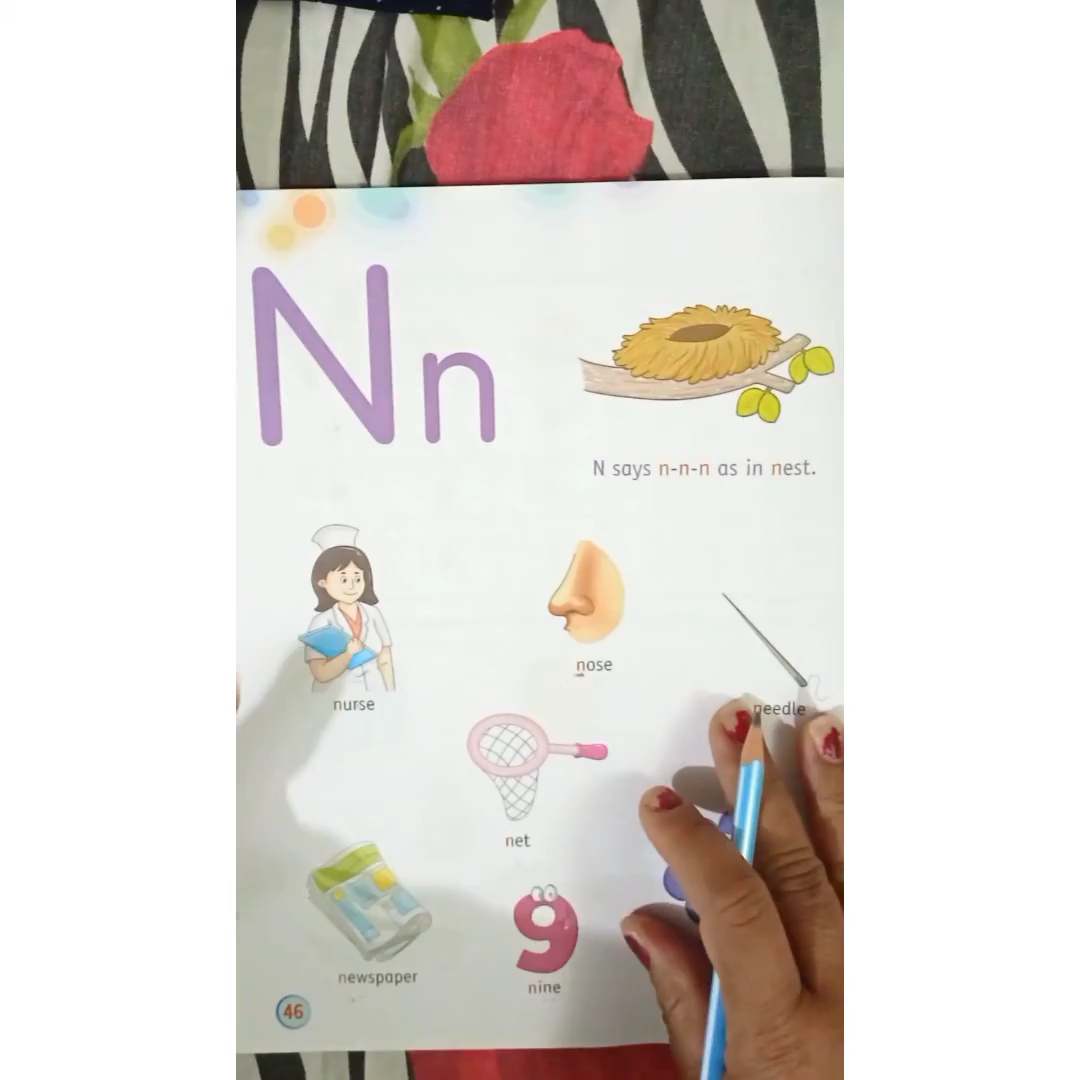 Nn
N says n-n-n as in nest.
nurse
nose
needle
net
newspaper
nine
46